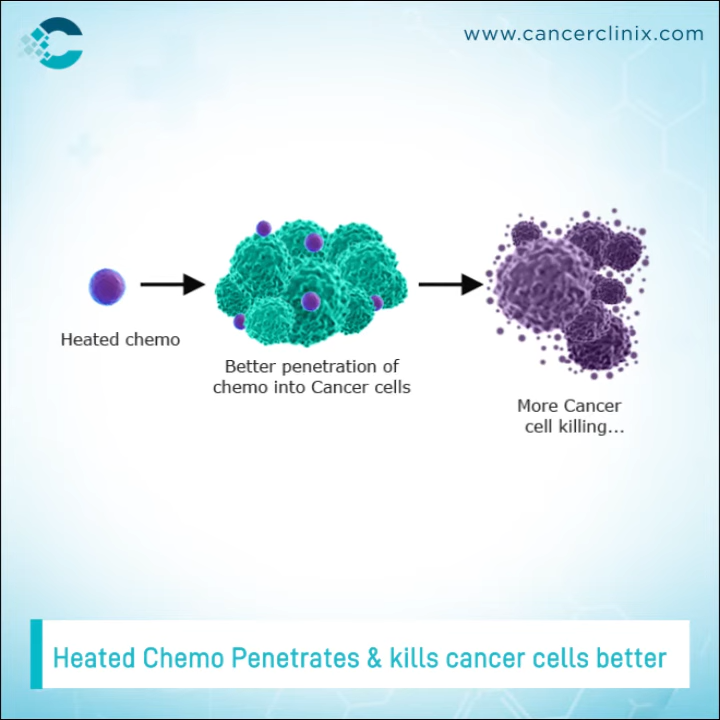 www.cancerclinix.com
Heated chemo
Better penetration of
chemo into Cancer cells
More Cancer
cell killing...
Heated Chemo Penetrates & kills cancer cells better